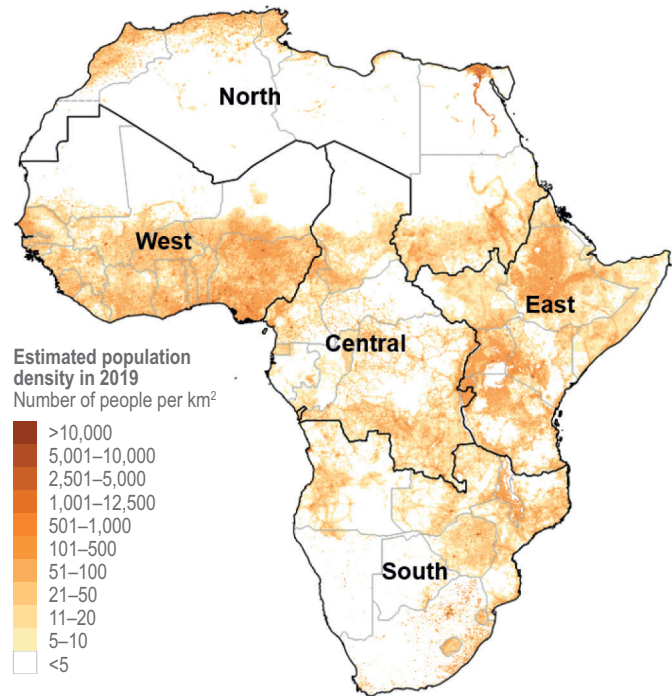 North
West
East
Central
South
Estimated population
density in 2019
Number of people per km²
>10,000
5,001–10,000
2,501–5,000
1,001–12,500
501–1,000
101–500
51–100
21–50
11–20
5–10
<5